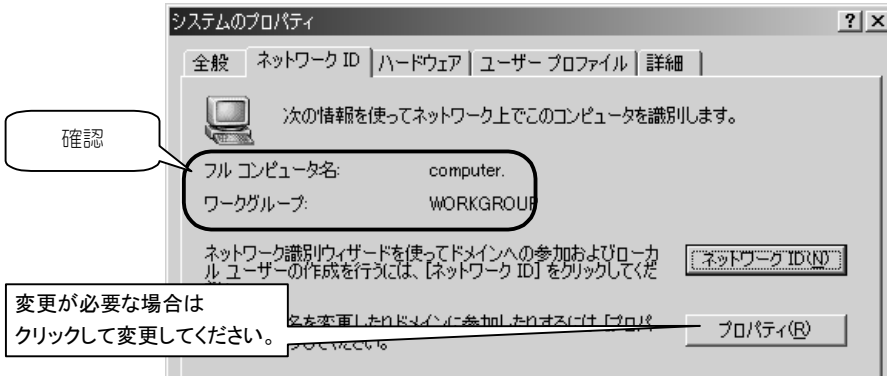 システムのプロパティ
? ×
全般 ネットワーク ID ハードウェア ユーザー プロファイル 詳細
次の情報を使ってネットワーク上でこのコンピュータを識別します。
確認
フル コンピュータ名: computer.
ワークグループ: WORKGROUP
ネットワーク識別ウィザードを使ってドメインへの参加およびローカ
ル ユーザーの作成を行うには、[ネットワーク ID] をクリックしてくだ
ネットワーク ID(N)
変更が必要な場合は
クリックして変更してください。
名を変更したりドメインに参加したりするには [プロパ
プロパティ(R)